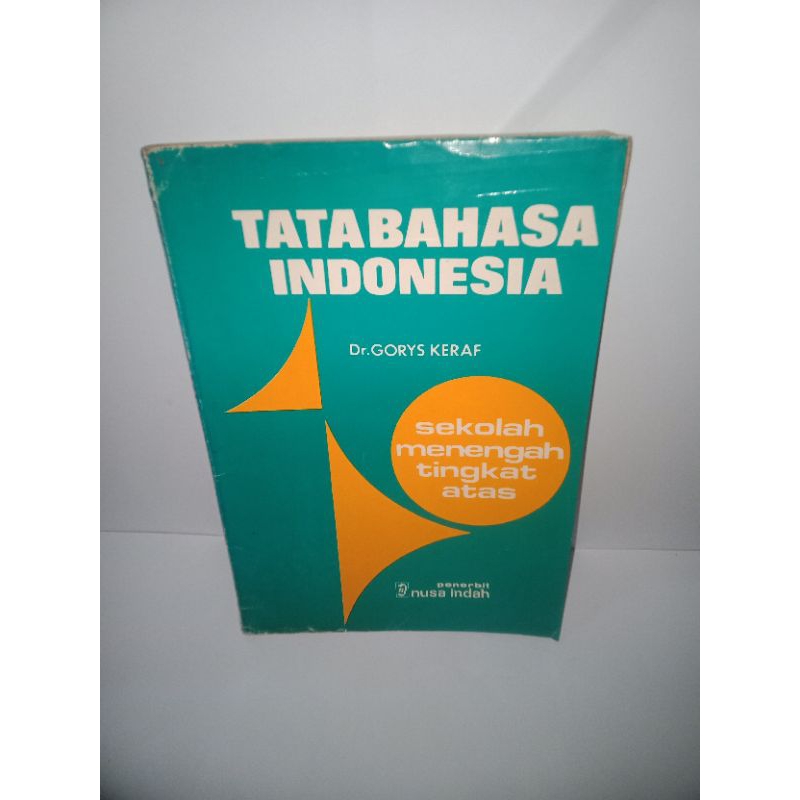 TATABAHASA
INDONESIA
Dr.GORYS KERAF
sekolah
menengah
tingkat
atas
penerbit
nusa indah